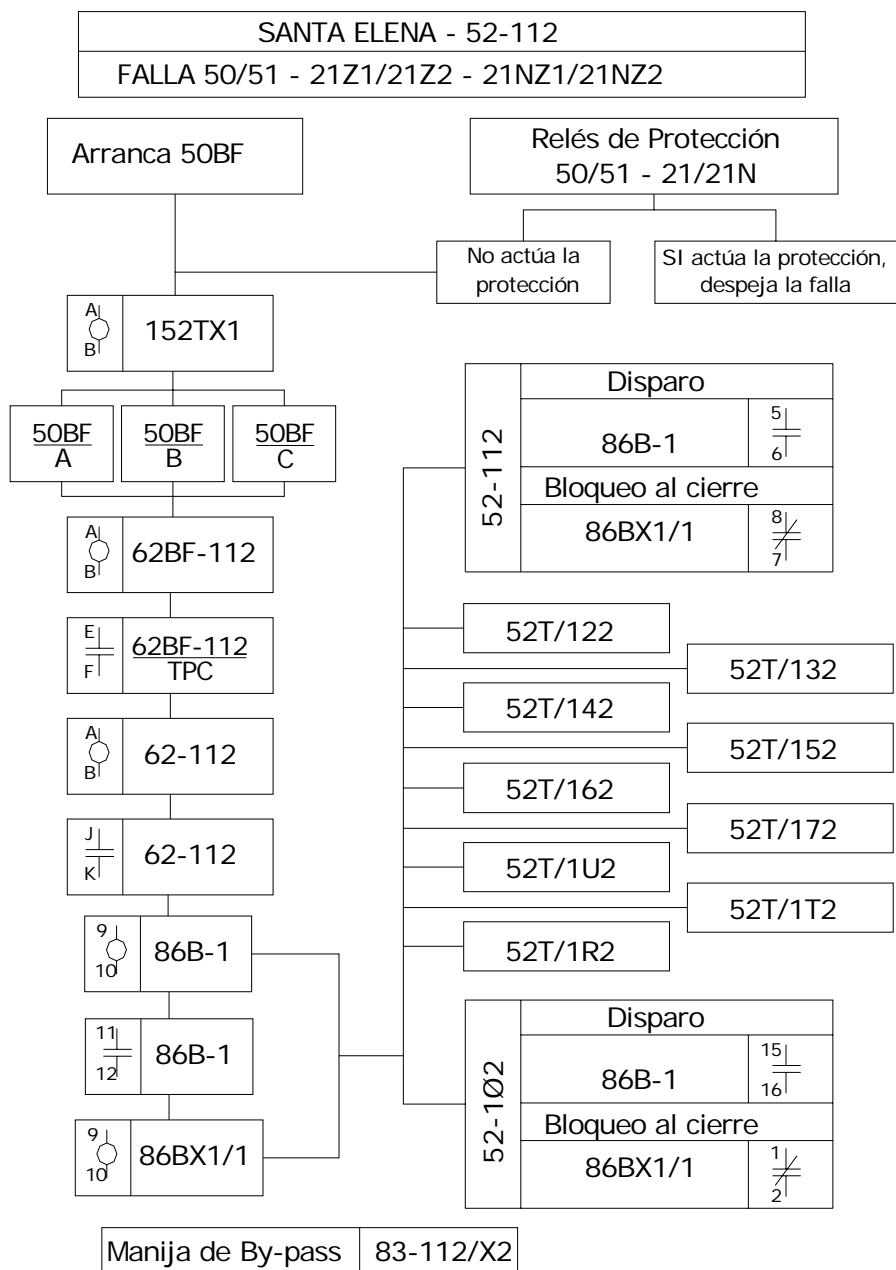 SANTA ELENA - 52-112
FALLA 50/51 - 21Z1/21Z2 - 21NZ1/21NZ2
Arranca 50BF
Relés de Protección
50/51 - 21/21N
No actúa la
protección
SI actúa la protección,
despeja la falla
A
B
152TX1
50BF
A
50BF
B
50BF
C
A
B
62BF-112
E
F
62BF-112
TPC
A
B
62-112
J
K
62-112
9
10
86B-1
11
12
86B-1
9
10
86BX1/1
52-112
Disparo
86B-1
5
6
Bloqueo al cierre
86BX1/1
8
7
52T/122
52T/132
52T/142
52T/152
52T/162
52T/172
52T/1U2
52T/1T2
52T/1R2
52-1Ø2
Disparo
86B-1
15
16
Bloqueo al cierre
86BX1/1
1
2
Manija de By-pass
83-112/X2